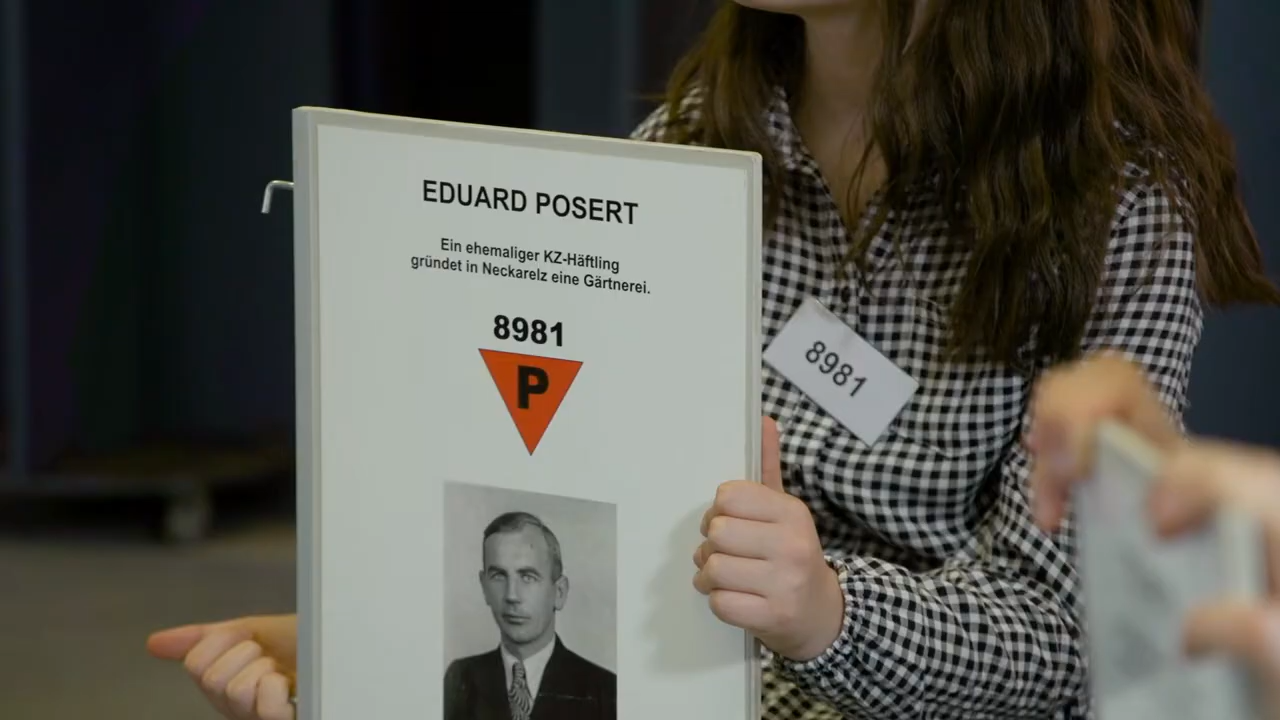 EDUARD POSERT
Ein ehemaliger KZ-Häftling
gründet in Neckarelz eine Gärtnerei.
8981
P
8981